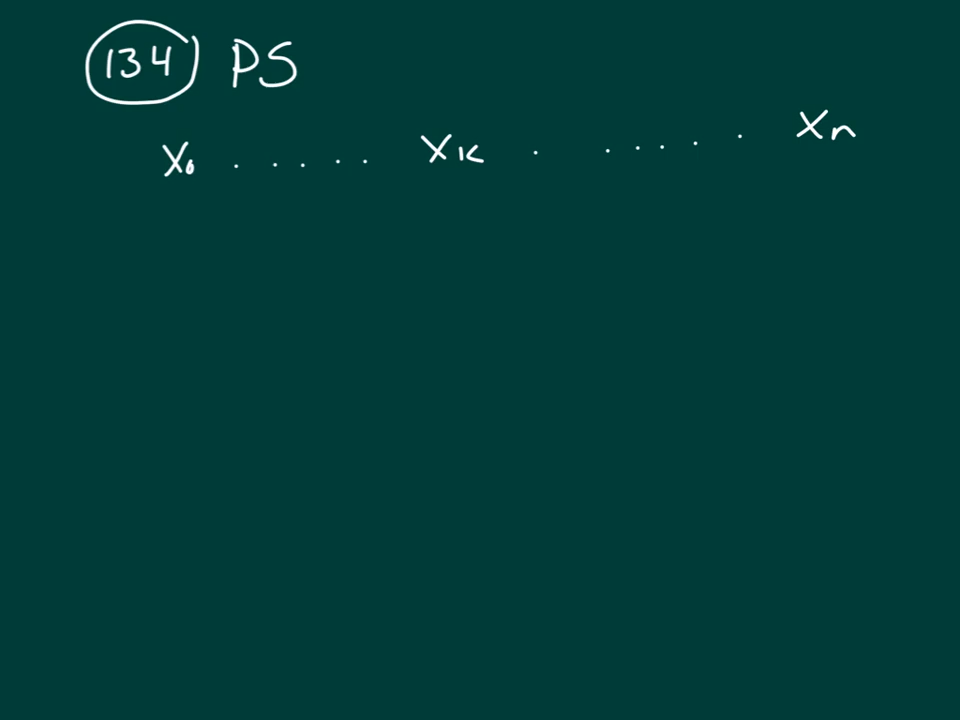 134 PS
X0 ..... XK . ..... Xn